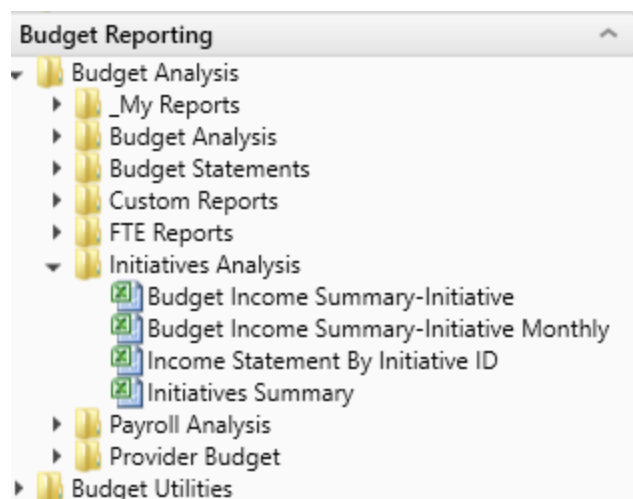 Budget Reporting
Budget Analysis
_My Reports
Budget Analysis
Budget Statements
Custom Reports
FTE Reports
Initiatives Analysis
Budget Income Summary-Initiative
Budget Income Summary-Initiative Monthly
Income Statement By Initiative ID
Initiatives Summary
Payroll Analysis
Provider Budget
Budget Utilities